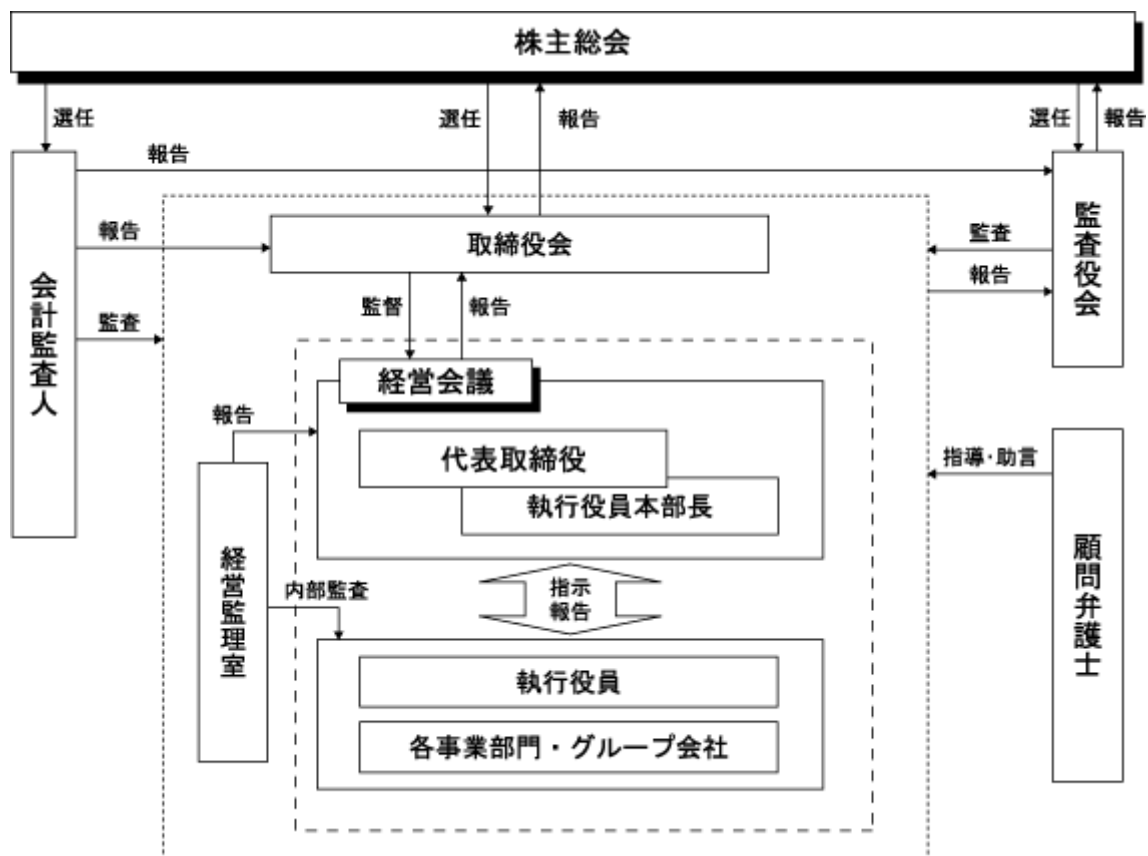 株主総会
選任
選任
報告
選任
報告
報告
報告
取締役会
監査
報告
監査役会
会計監査人
監査
監督
報告
経営会議
報告
代表取締役
執行役員本部長
指導・助言
顧問弁護士
経営監理室
内部監査
指示
報告
執行役員
各事業部門・グループ会社